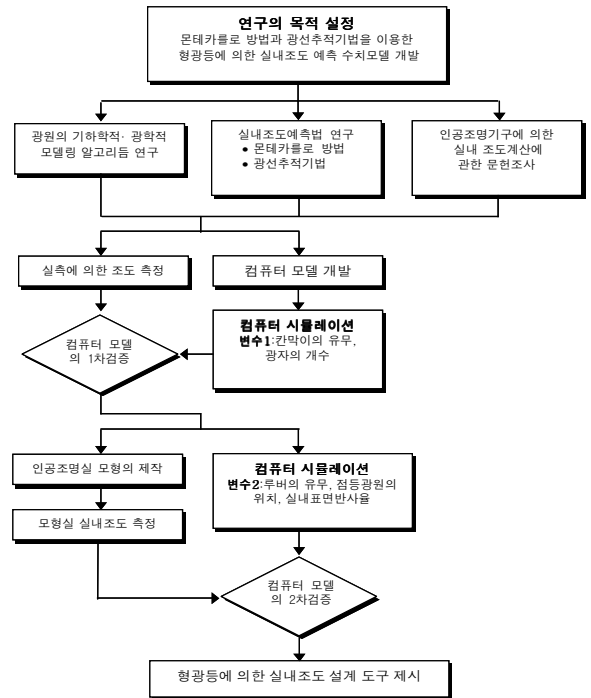 연구의 목적 설정
몬테카를로 방법과 광선추적기법을 이용한
형광등에 의한 실내조도 예측 수치모델 개발
광원의 기하학적· 광학적
모델링 알고리듬 연구
실내조도예측법 연구
• 몬테카를로 방법
• 광선추적기법
인공조명기구에 의한
실내 조도계산에
관한 문헌조사
실측에 의한 조도 측정
컴퓨터 모델 개발
컴퓨터 모델
의 1차검증
컴퓨터 시뮬레이션
변수1:칸막이의 유무,
광자의 개수
인공조명실 모형의 제작
모형실 실내조도 측정
컴퓨터 시뮬레이션
변수2:루버의 유무, 점등광원의
위치, 실내표면반사율
컴퓨터 모델
의 2차검증
형광등에 의한 실내조도 설계 도구 제시